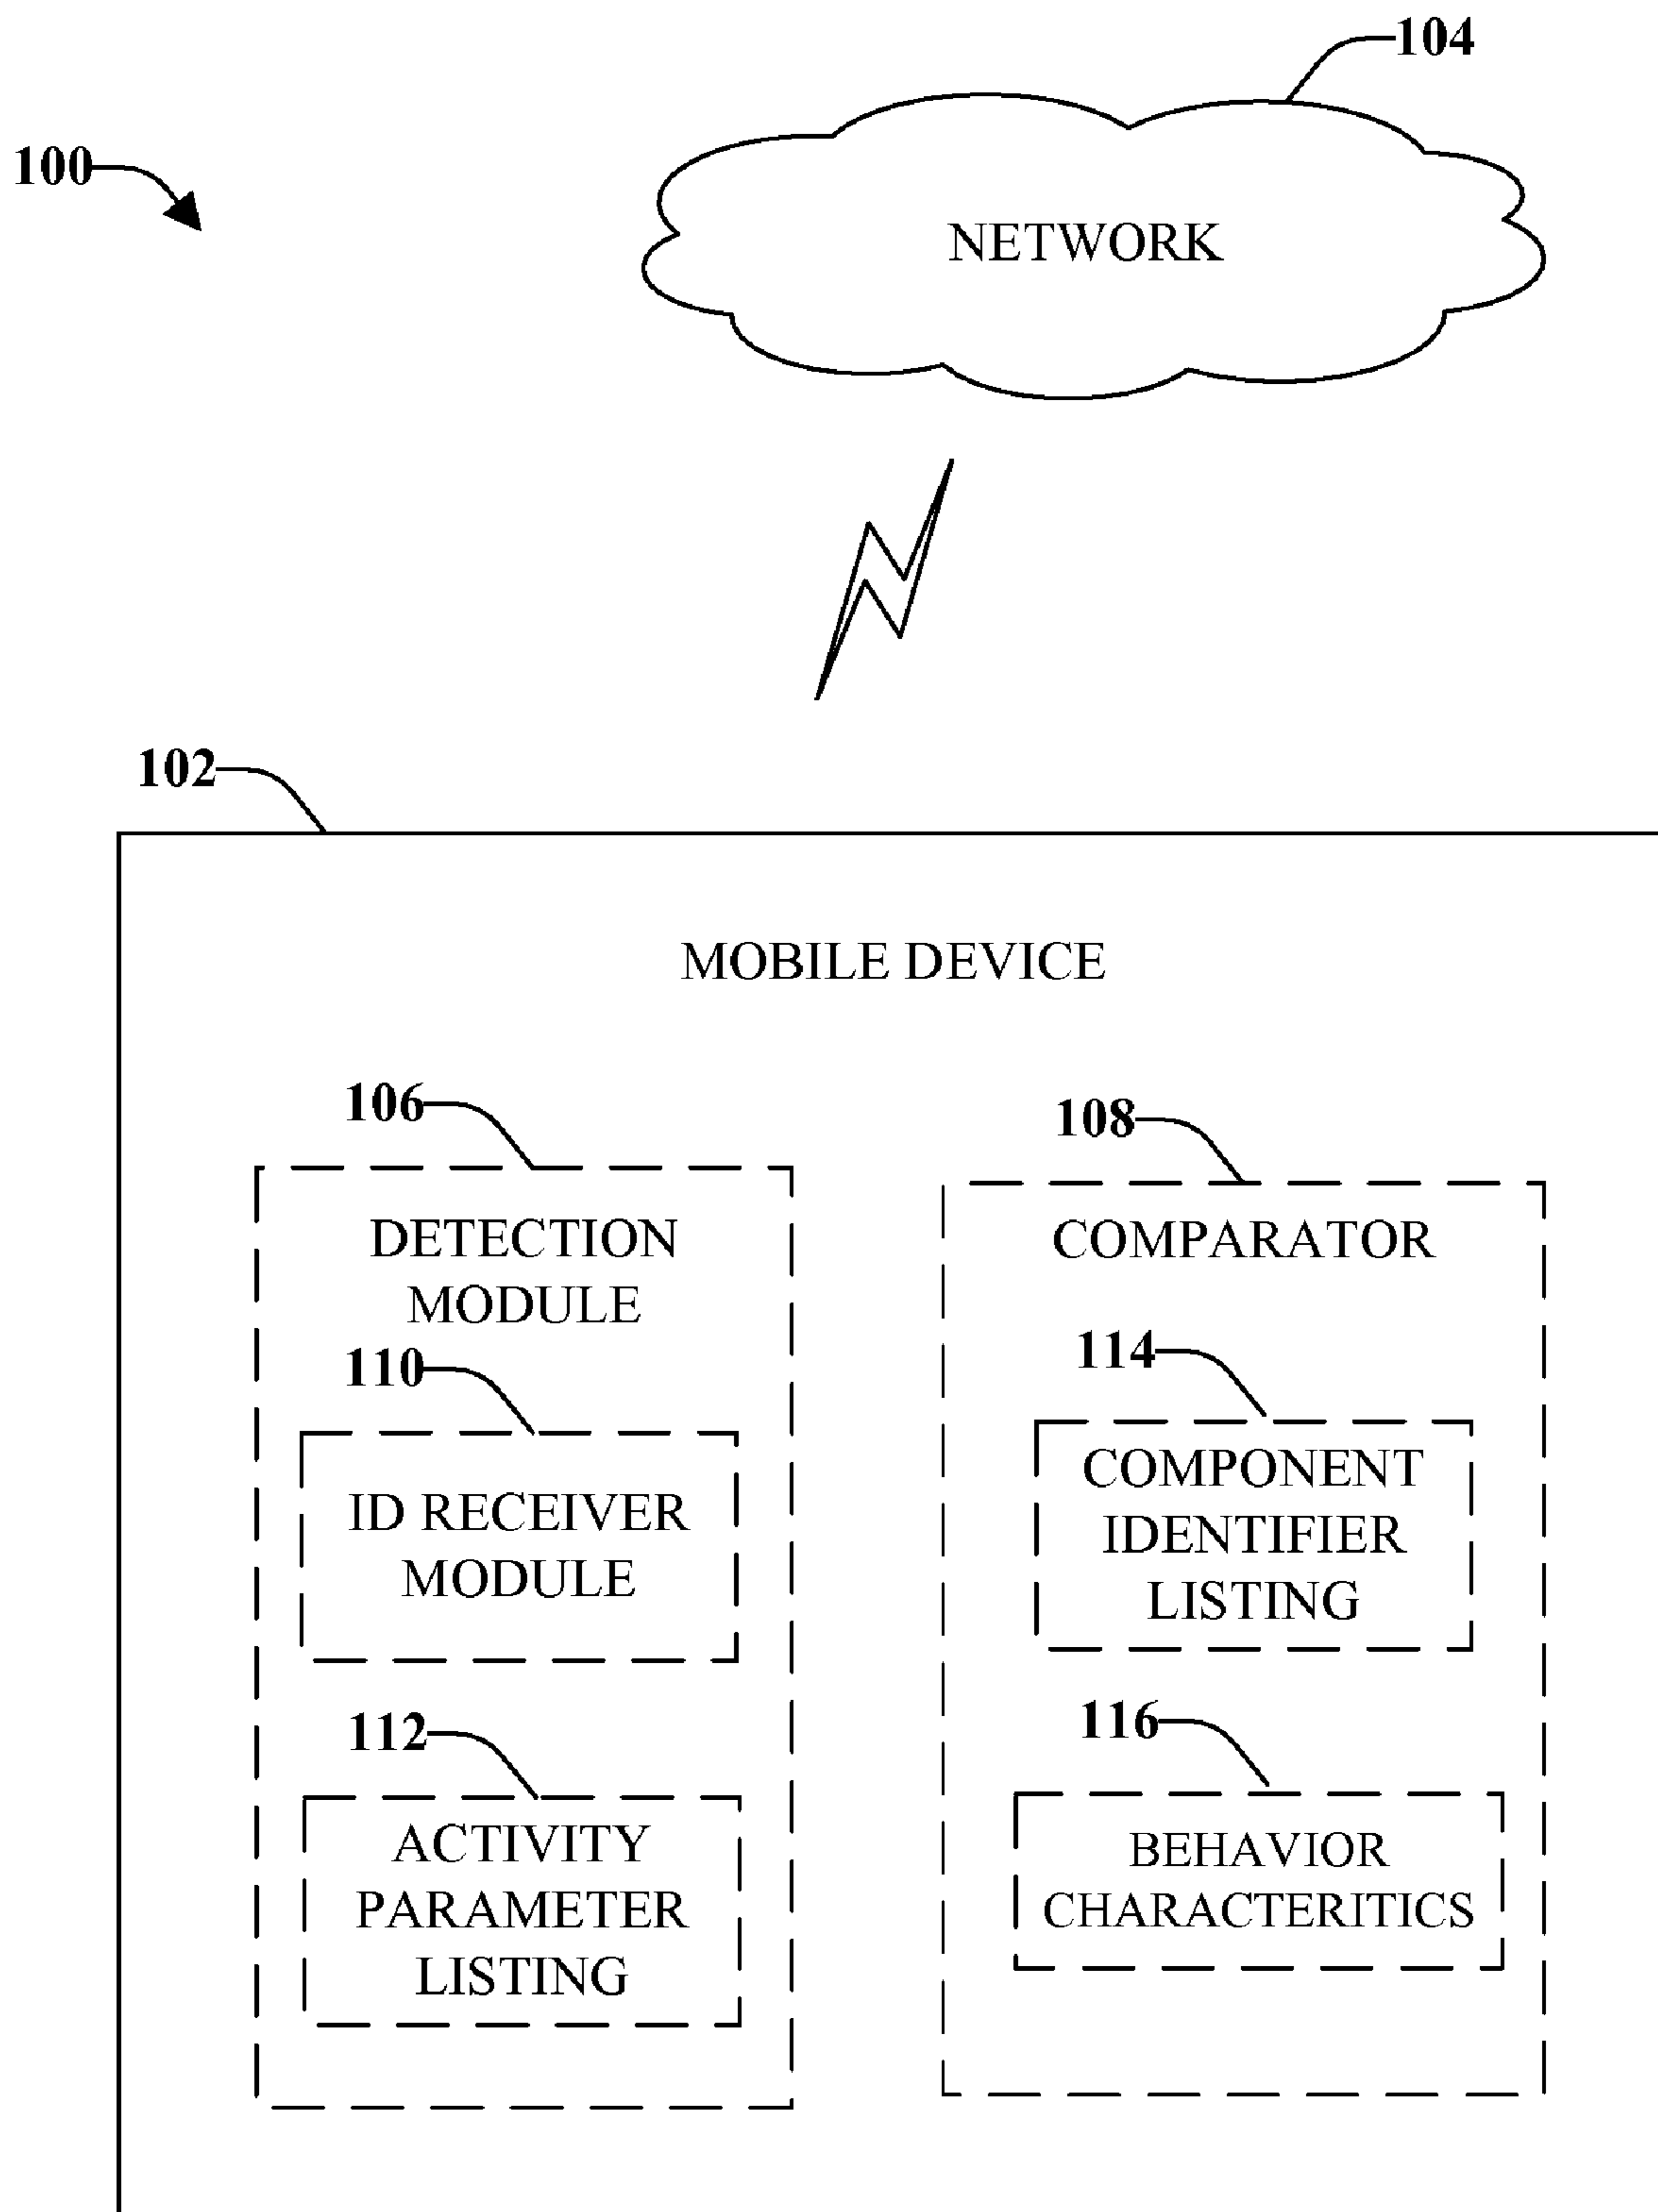 104
100
NETWORK
102
MOBILE DEVICE
106
108
DETECTION
MODULE
COMPARATOR
110
114
ID RECEIVER
MODULE
COMPONENT
IDENTIFIER
LISTING
112
116
ACTIVITY
PARAMETER
LISTING
BEHAVIOR
CHARACTERITICS